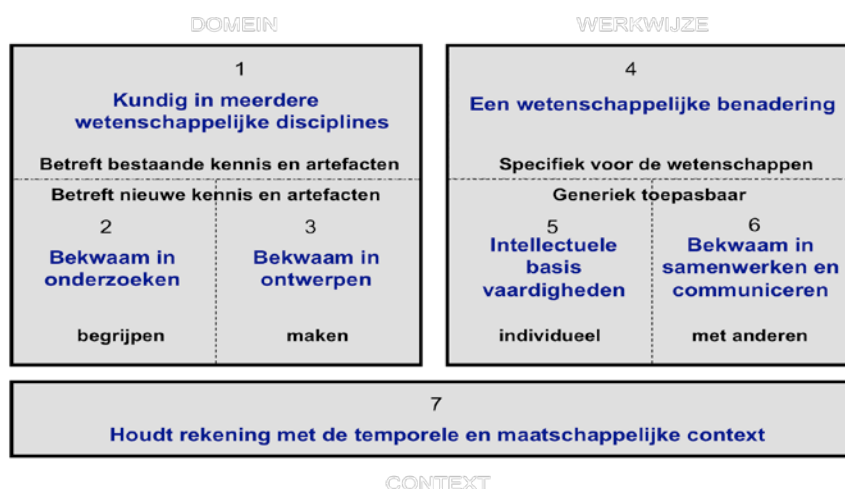 DOMEIN
WERKWIJZE
1
Kundig in meerdere
wetenschappelijke disciplines
Betreft bestaande kennis en artefacten
Betreft nieuwe kennis en artefacten
2
Bekwaam in
onderzoeken
begrijpen
3
Bekwaam in
ontwerpen
maken
4
Een wetenschappelijke benadering
Specifiek voor de wetenschappen
Generiek toepasbaar
5
Intellectuele
basis
vaardigheden
individueel
6
Bekwaam in
samenwerken en
communiceren
met anderen
7
Houdt rekening met de temporele en maatschappelijke context
CONTEXT